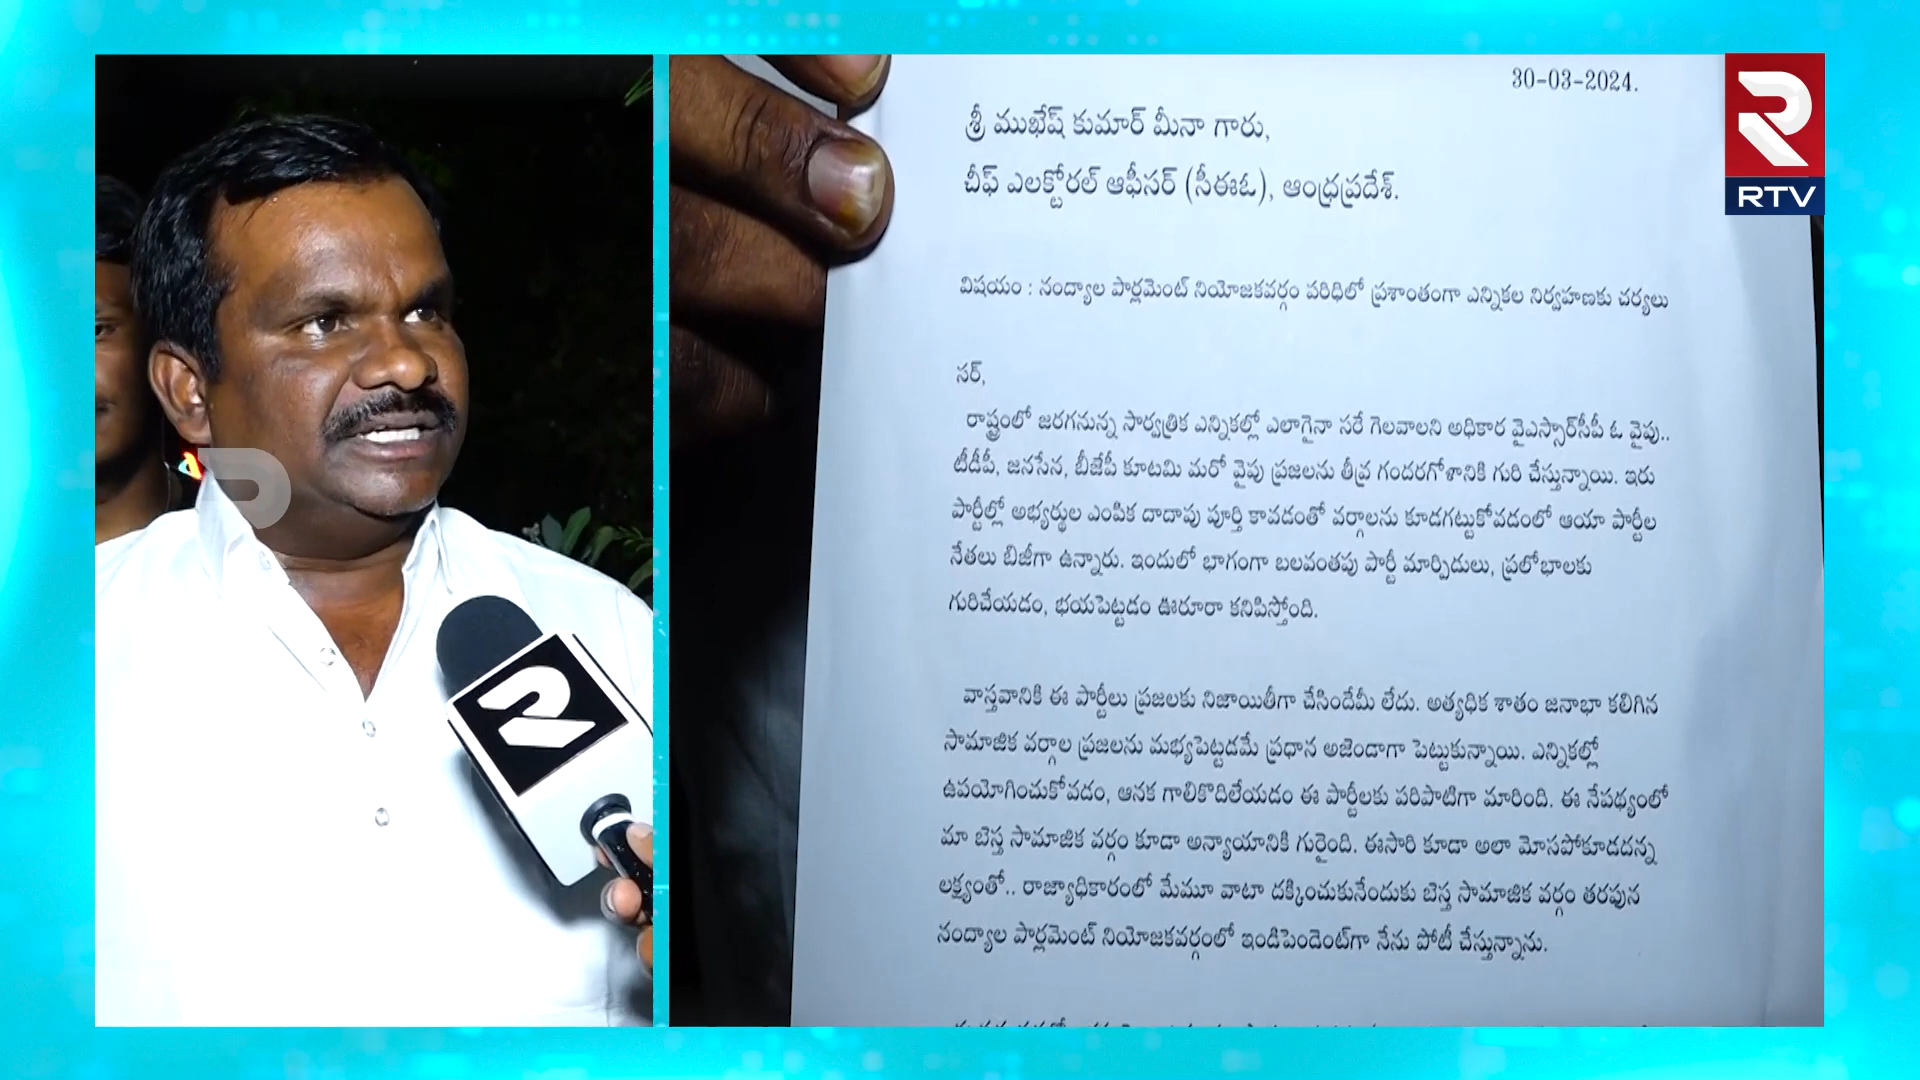 30-03-2024.
RTV
శ్రీ ముఖేష్ కుమార్ మీనా గారు,
చీఫ్ ఎలక్టోరల్ ఆఫీసర్ (సీఈఓ), ఆంధ్రప్రదేశ్.
విషయం : నంద్యాల పార్లమెంట్ నియోజకవర్గం పరిధిలో ప్రశాంతంగా ఎన్నికల నిర్వహణకు చర్యలు
సర్,
రాష్ట్రంలో జరగనున్న సార్వత్రిక ఎన్నికల్లో ఎలాగైనా సరే గెలవాలని అధికార వైఎస్సార్‌సీపీ ఓ వైపు..
టీడీపీ, జనసేన, బీజేపీ కూటమి మరో వైపు ప్రజలను తీవ్ర గందరగోళానికి గురి చేస్తున్నాయి. ఇరు
పార్టీల్లో అభ్యర్థుల ఎంపిక దాదాపు పూర్తి కావడంతో వర్గాలను కూడగట్టుకోవడంలో ఆయా పార్టీల
నేతలు బిజీగా ఉన్నారు. ఇందులో భాగంగా బలవంతపు పార్టీ మార్పిడులు, ప్రలోభాలకు
గురిచేయడం, భయపెట్టడం ఊరూరా కనిపిస్తోంది.
వాస్తవానికి ఈ పార్టీలు ప్రజలకు నిజాయితీగా చేసిందేమీ లేదు. అత్యధిక శాతం జనాభా కలిగిన
సామాజిక వర్గాల ప్రజలను మభ్యపెట్టడమే ప్రధాన అజెండాగా పెట్టుకున్నాయి. ఎన్నికల్లో
ఉపయోగించుకోవడం, ఆనక గాలికొదిలేయడం ఈ పార్టీలకు పరిపాటిగా మారింది. ఈ నేపథ్యంలో
మా బెస్త సామాజిక వర్గం కూడా అన్యాయానికి గురైంది. ఈసారి కూడా అలా మోసపోకూడదన్న
లక్ష్యంతో.. రాజ్యాధికారంలో మేమూ వాటా దక్కించుకునేందుకు బెస్త సామాజిక వర్గం తరపున
నంద్యాల పార్లమెంట్ నియోజకవర్గంలో ఇండిపెండెంట్‌గా నేను పోటీ చేస్తున్నాను.